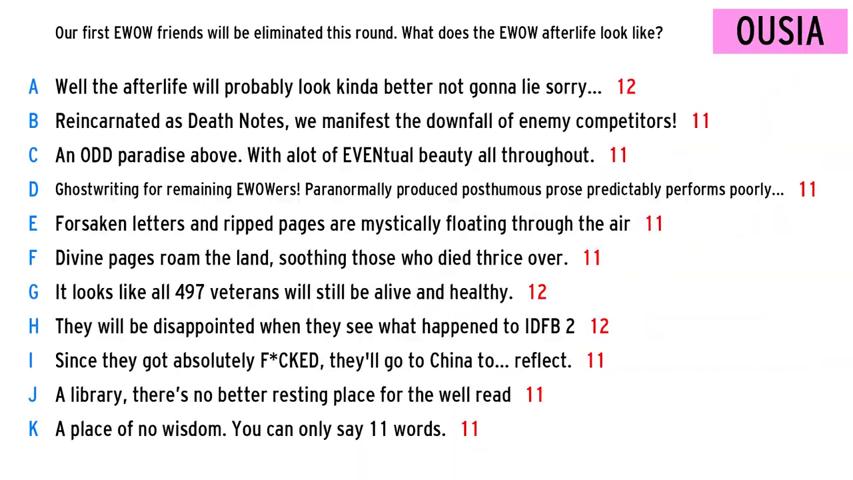 Our first EWOW friends will be eliminated this round. What does the EWOW afterlife look like?
OUSIA
A Well the afterlife will probably look kinda better not gonna lie sorry... 12
B Reincarnated as Death Notes, we manifest the downfall of enemy competitors! 11
C An ODD paradise above. With alot of EVENtual beauty all throughout. 11
D Ghostwriting for remaining EWOWers! Paranormally produced posthumous prose predictably performs poorly... 11
E Forsaken letters and ripped pages are mystically floating through the air 11
F Divine pages roam the land, soothing those who died thrice over. 11
G It looks like all 497 veterans will still be alive and healthy. 12
H They will be disappointed when they see what happened to IDFB 2 12
I Since they got absolutely F*CKED, they'll go to China to... reflect. 11
J A library, there's no better resting place for the well read 11
K A place of no wisdom. You can only say 11 words. 11